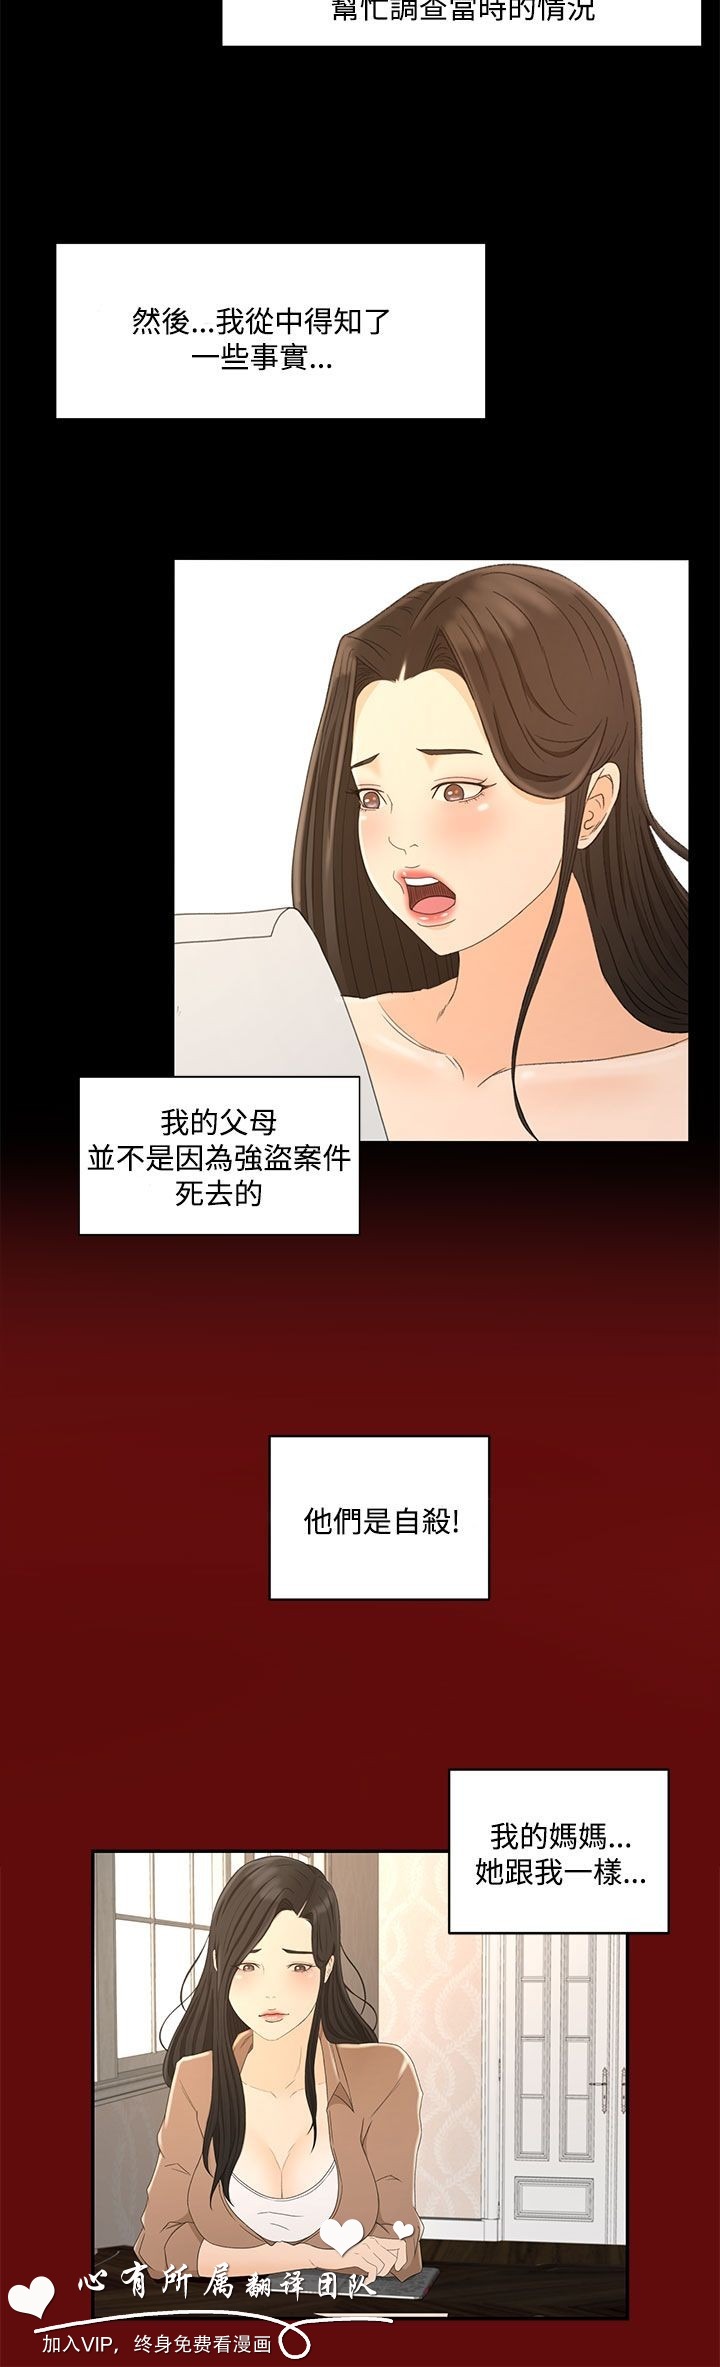 幫忙調查當時的情況
然後...我從中得知了
一些事實...
我的父母
並不是因為強盜案件
死去的
他們是自殺!
我的媽媽...
她跟我一樣...
心有所属翻译团队
加入VIP，终身免费看漫画